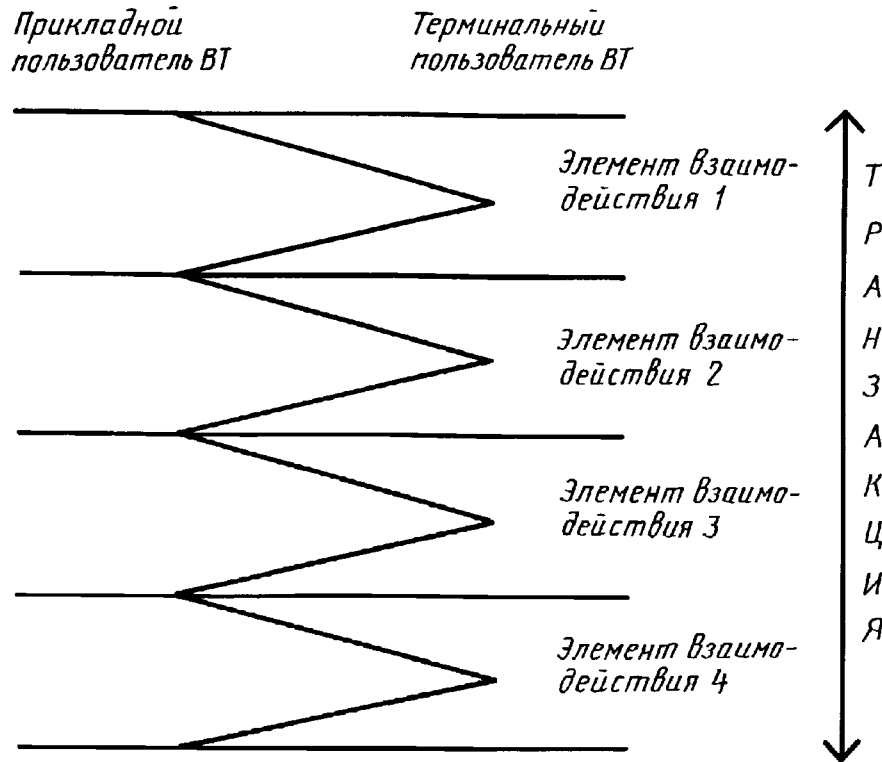 Прикладной
пользователь ВТ
Терминальный
пользователь ВТ
Элемент взаимо-
действия 1
Элемент взаимо-
действия 2
Элемент взаимо-
действия 3
Элемент взаимо-
действия 4
Т
Р
А
Н
З
А
К
Ц
И
Я